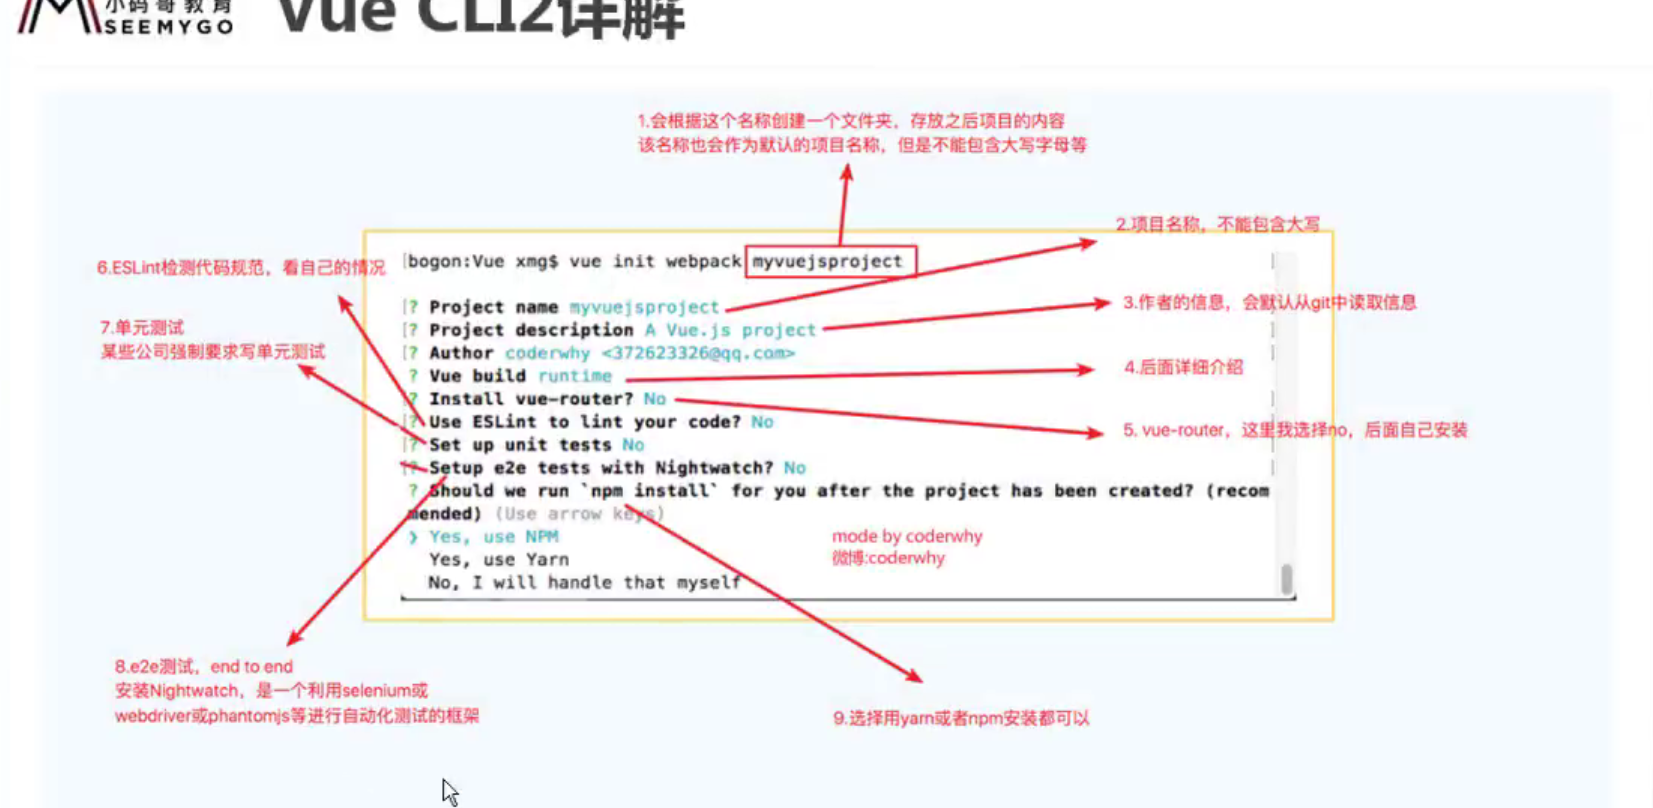 小码哥教育
SEEMYGO
Vue CLI2详解
1.会根据这个名称创建一个文件夹，存放之后项目的内容
该名称也会作为默认的项目名称，但是不能包含大写字母等
2.项目名称，不能包含大写
6.ESLint检测代码规范，看自己的情况
bogon:Vue xmg$ vue init webpack myvuejsproject
? Project name myvuejsproject
3.作者的信息，会默认从git中读取信息
7.单元测试
某些公司强制要求写单元测试
? Project description A Vue.js project
? Author coderwhy <372623326@qq.com>
? Vue build runtime
4.后面详细介绍
? Install vue-router? No
? Use ESLint to lint your code? No
5. vue-router，这里我选择no，后面自己安装
? Set up unit tests No
? Setup e2e tests with Nightwatch? No
? Should we run `npm install` for you after the project has been created? (recom
mended) (Use arrow keys)
❯ Yes, use NPM
Yes, use Yarn
No, I will handle that myself
mode by coderwhy
微博:coderwhy
8.e2e测试，end to end
安装Nightwatch，是一个利用selenium或
webdriver或phantomjs等进行自动化测试的框架
9.选择用yarn或者npm安装都可以